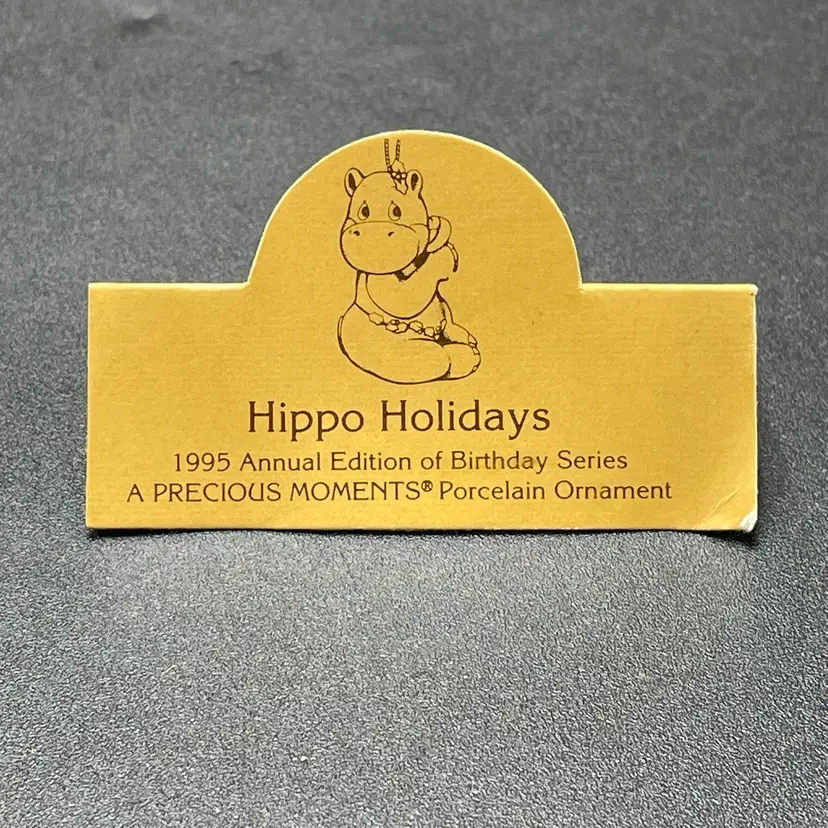 Hippo Holidays
1995 Annual Edition of Birthday Series
A PRECIOUS MOMENTS® Porcelain Ornament